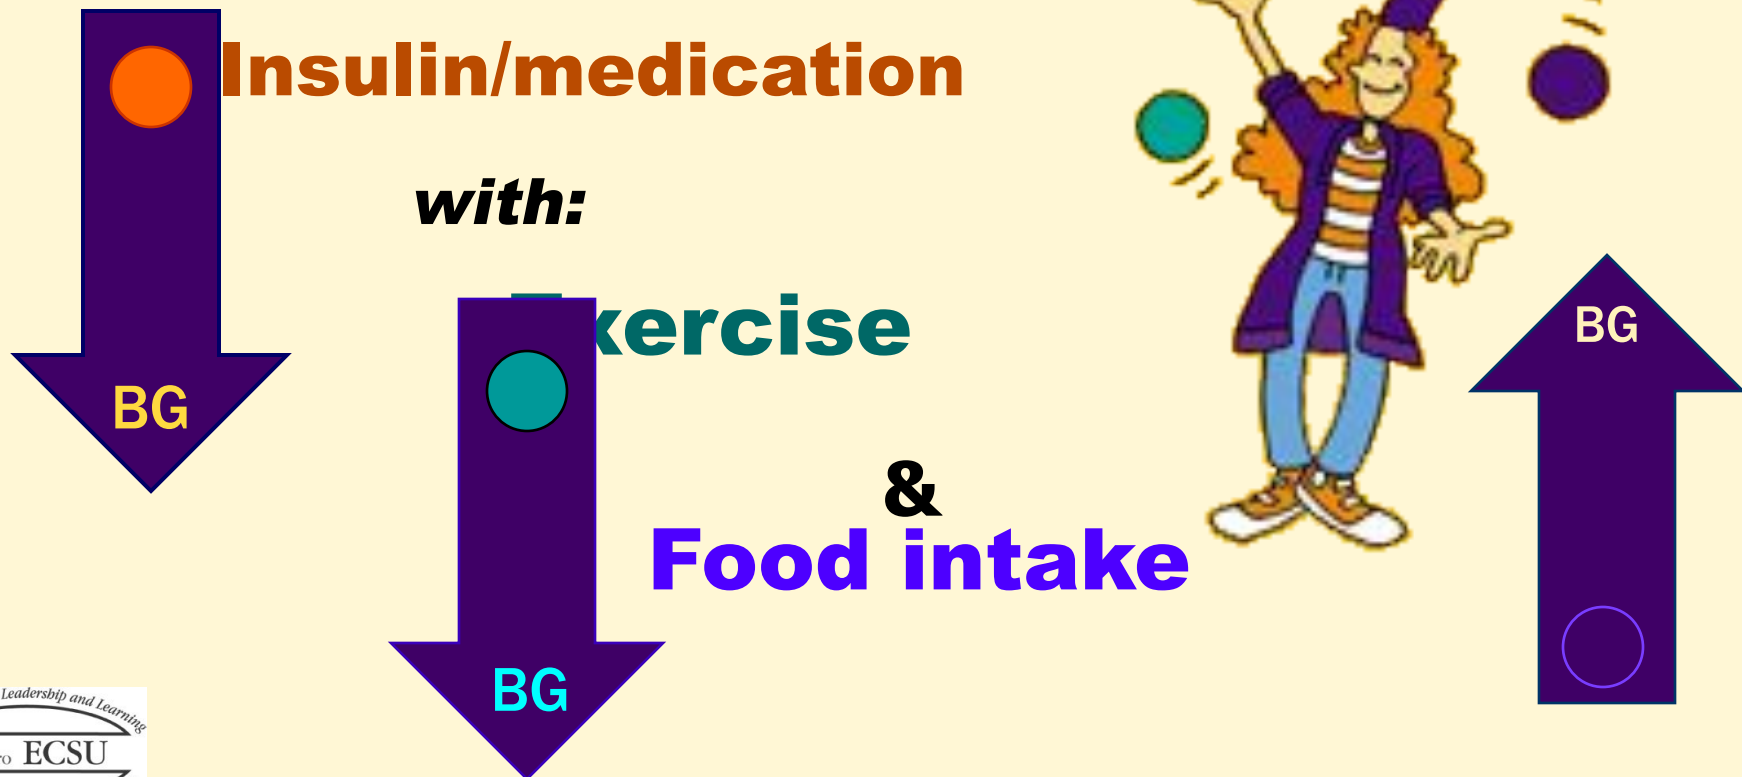 Insulin/medication
with:
xercise
BG
BG
&
Food intake
BG
Leadership and Learning
ECSU